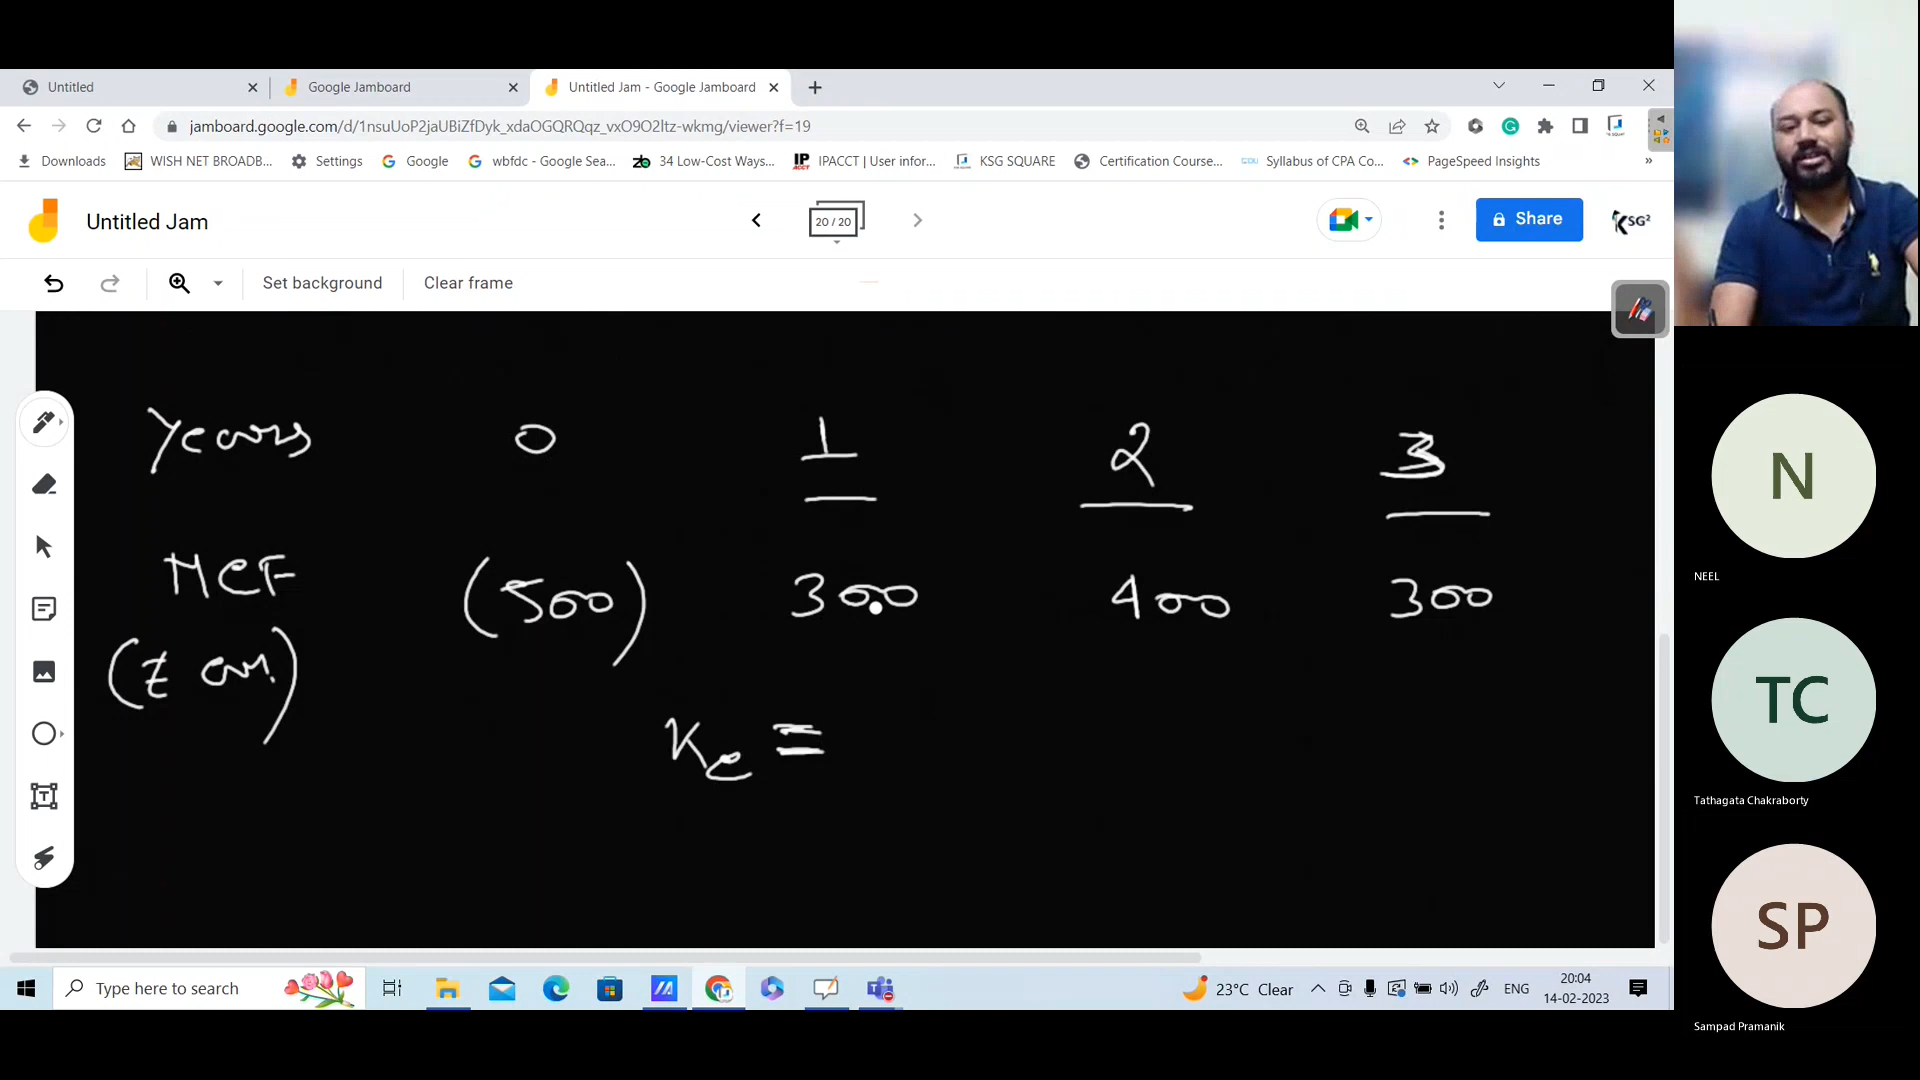 Untitled
Google Jamboard
Untitled Jam - Google Jamboard
jamboard.google.com/d/1nsuUoP2jaUBiZfDyk_xdaOGQRQqz_vxO9O2ltz-wkmg/viewer?f=19
Downloads WISH NET BROADB... Settings Google wbfdc - Google Sea... 34 Low-Cost Ways... IPACCT | User infor... KSG SQUARE Certification Course... Syllabus of CPA Co... PageSpeed Insights »
Untitled Jam
20 / 20
Share
KSG²
Set background
Clear frame
Years 0 1 2 3
NCF (500) 300 400 300
(₹ cr.)
Ke =
N
NEEL
TC
Tathagata Chakraborty
SP
Sampad Pramanik
Type here to search
23°C Clear
ENG
20:04
14-02-2023